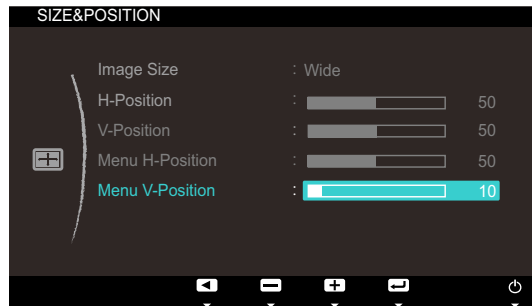 SIZE&POSITION
Image Size : Wide
H-Position : 50
V-Position : 50
Menu H-Position : 50
Menu V-Position : 10